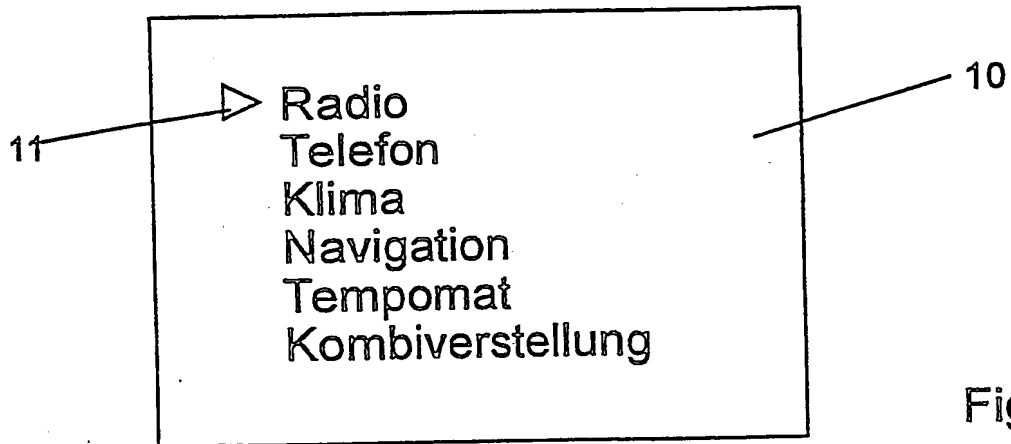 10
Radio
11
Telefon
Klima
Navigation
Tempomat
Kombiverstellung
Fig